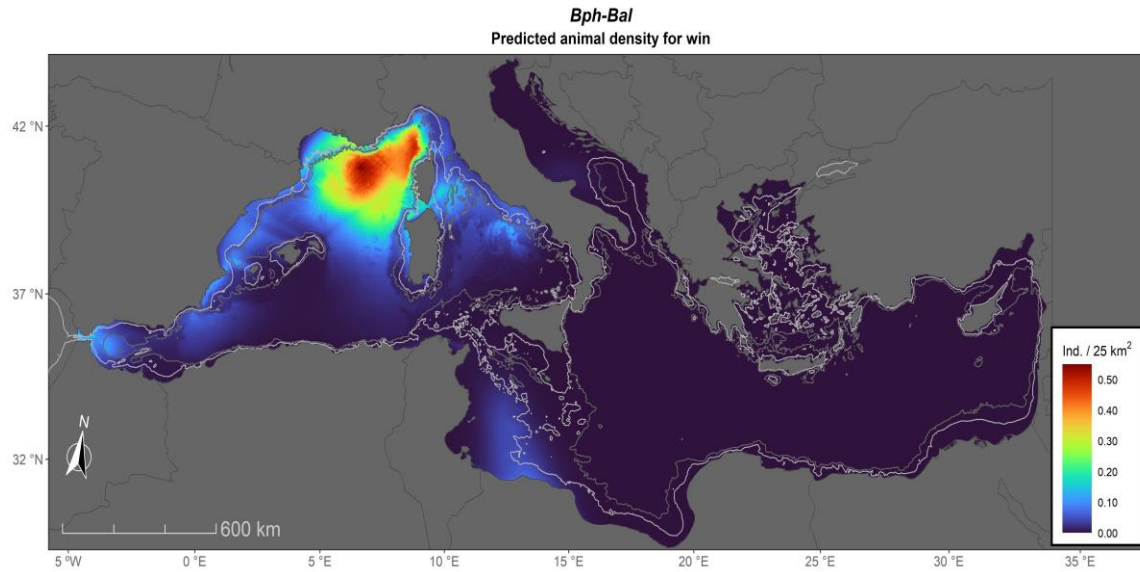 Bph-Bal
Predicted animal density for win
42 °N
37 °N
32 °N
N
600 km
Ind. / 25 km²
0.50
0.40
0.30
0.20
0.10
0.00
5 °W
0 °E
5 °E
10 °E
15 °E
20 °E
25 °E
30 °E
35 °E